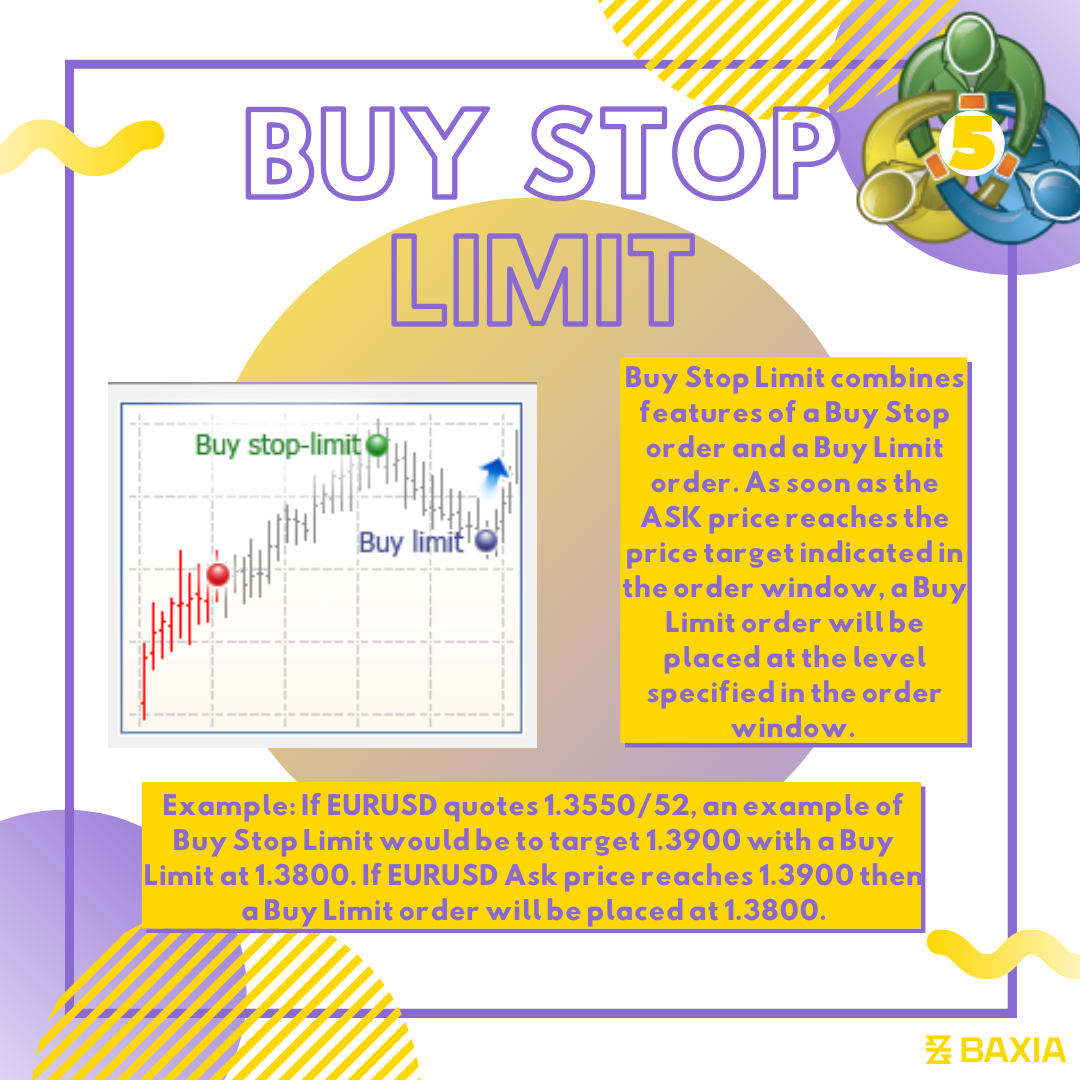 BUY STOP
LIMIT
5
Buy stop-limit
Buy limit
Buy Stop Limit combines
features of a Buy Stop
order and a Buy Limit
order. As soon as the
ASK price reaches the
price target indicated in
the order window, a Buy
Limit order will be
placed at the level
specified in the order
window.
Example: If EURUSD quotes 1.3550/52, an example of
Buy Stop Limit would be to target 1.3900 with a Buy
Limit at 1.3800. If EURUSD Ask price reaches 1.3900 then
a Buy Limit order will be placed at 1.3800.
BAXIA